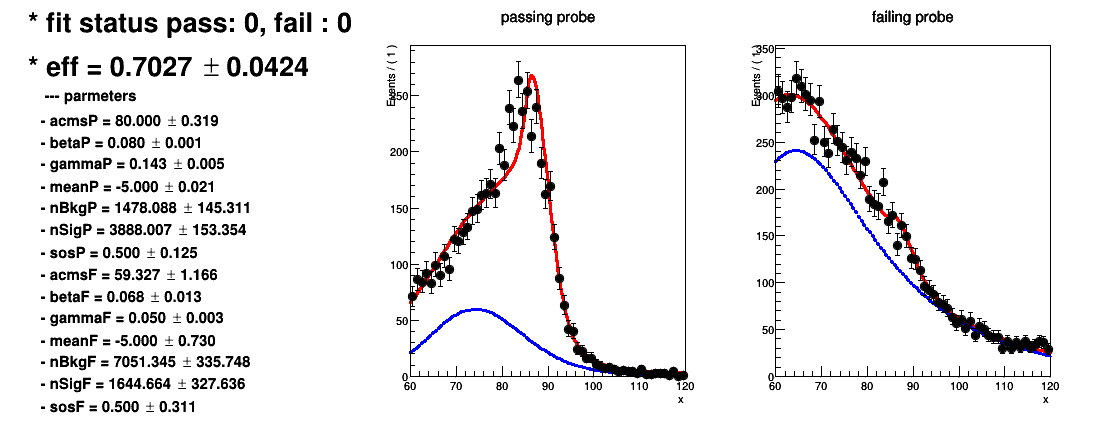 * fit status pass: 0, fail : 0
* eff = 0.7027 ± 0.0424
--- parmeters
- acmsP = 80.000 ± 0.319
- betaP = 0.080 ± 0.001
- gammaP = 0.143 ± 0.005
- meanP = -5.000 ± 0.021
- nBkgP = 1478.088 ± 145.311
- nSigP = 3888.007 ± 153.354
- sosP = 0.500 ± 0.125
- acmsF = 59.327 ± 1.166
- betaF = 0.068 ± 0.013
- gammaF = 0.050 ± 0.003
- meanF = -5.000 ± 0.730
- nBkgF = 7051.345 ± 335.748
- nSigF = 1644.664 ± 327.636
- sosF = 0.500 ± 0.311
passing probe
Events / ( 1 )
250
200
150
100
50
0
60 70 80 90 100 110 120
x
failing probe
Events / ( 1 )
350
300
250
200
150
100
50
0
60 70 80 90 100 110 120
x